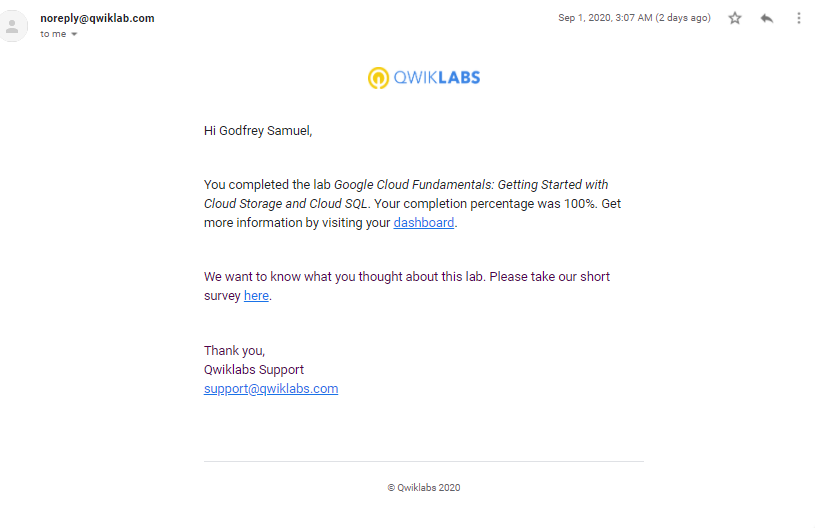 noreply@qwiklab.com
Sep 1, 2020, 3:07 AM (2 days ago)
to me
QWIKLABS
Hi Godfrey Samuel,
You completed the lab Google Cloud Fundamentals: Getting Started with
Cloud Storage and Cloud SQL. Your completion percentage was 100%. Get
more information by visiting your dashboard.
We want to know what you thought about this lab. Please take our short
survey here.
Thank you,
Qwiklabs Support
support@qwiklabs.com
© Qwiklabs 2020